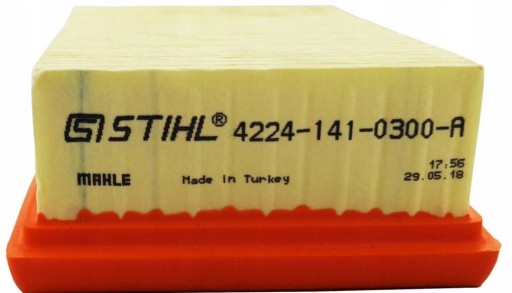 STIHL® 4224-141-0300-A
17:56
MAHLE Made in Turkey 29.05.18